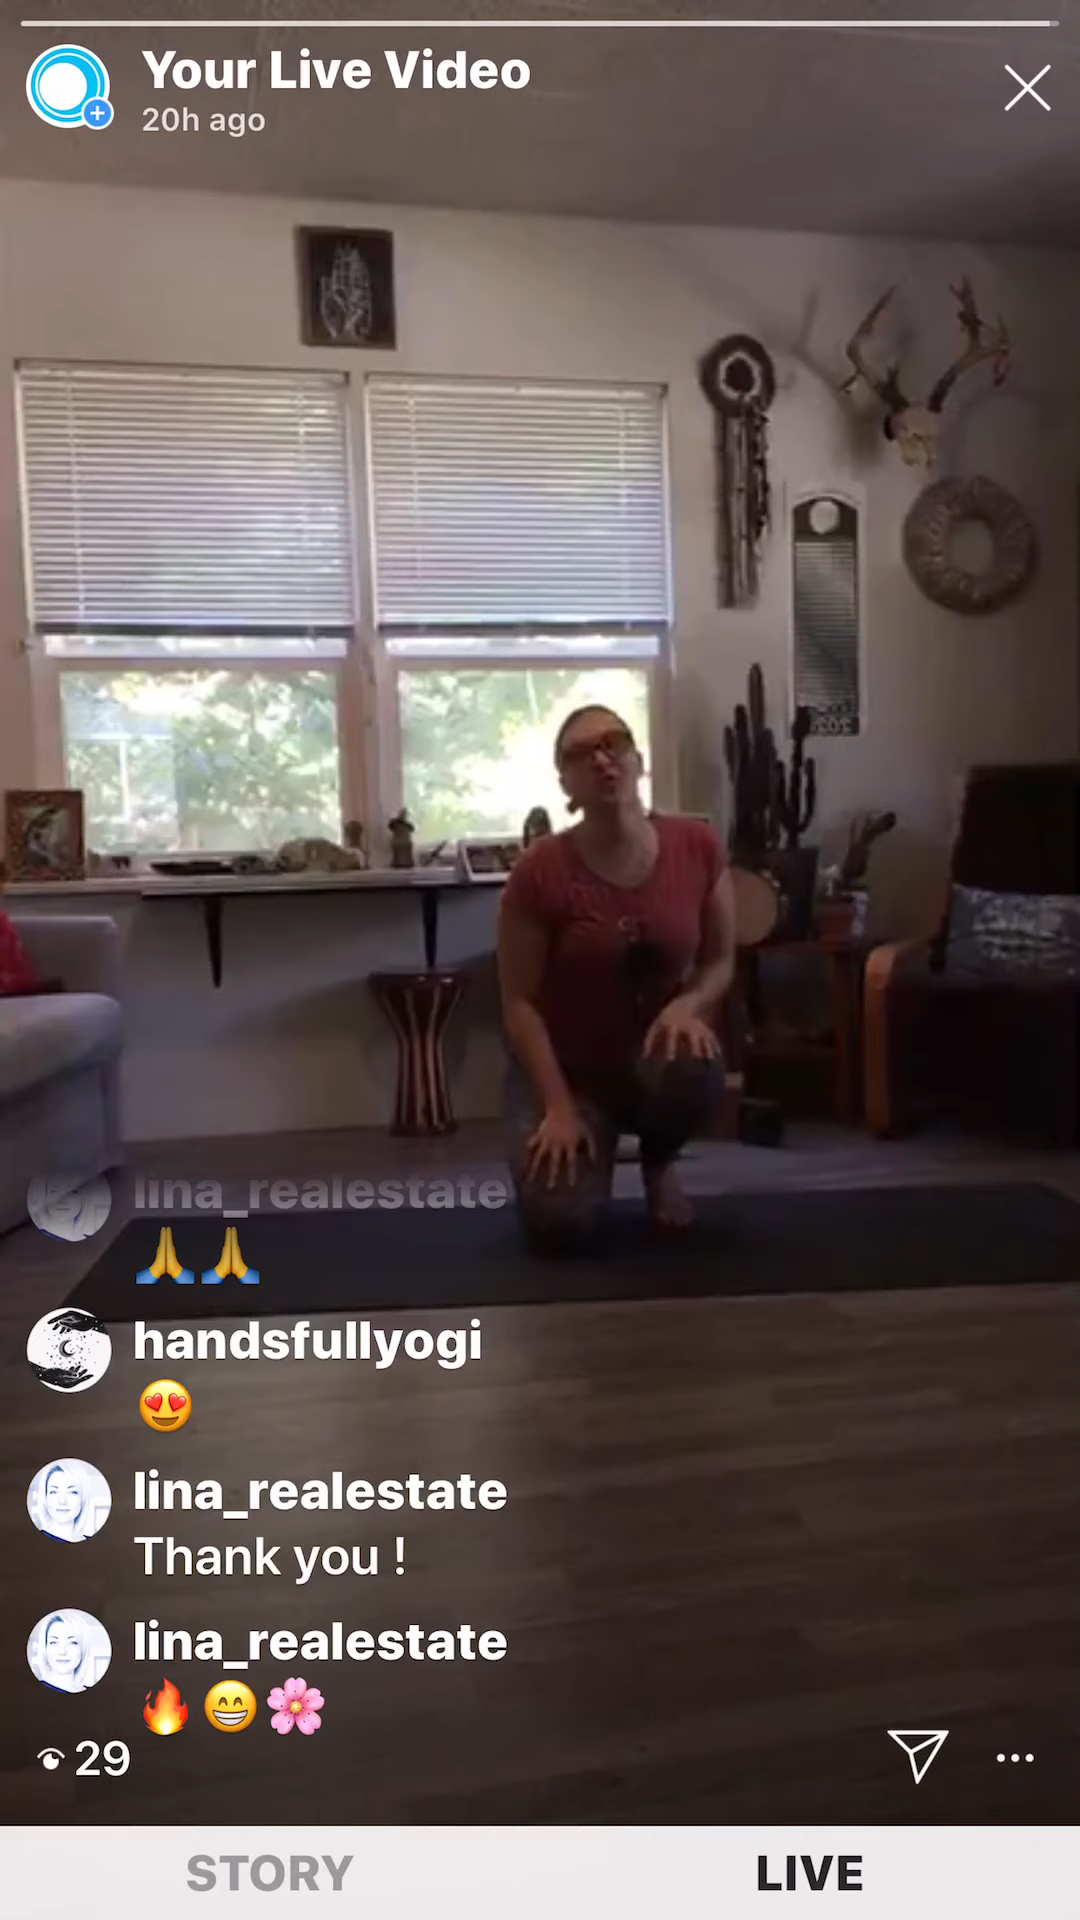 Your Live Video
20h ago
lina_realestate
🙏🙏
handsfullyogi
😍
lina_realestate
Thank you !
lina_realestate
🔥😁🌸
29
STORY
LIVE